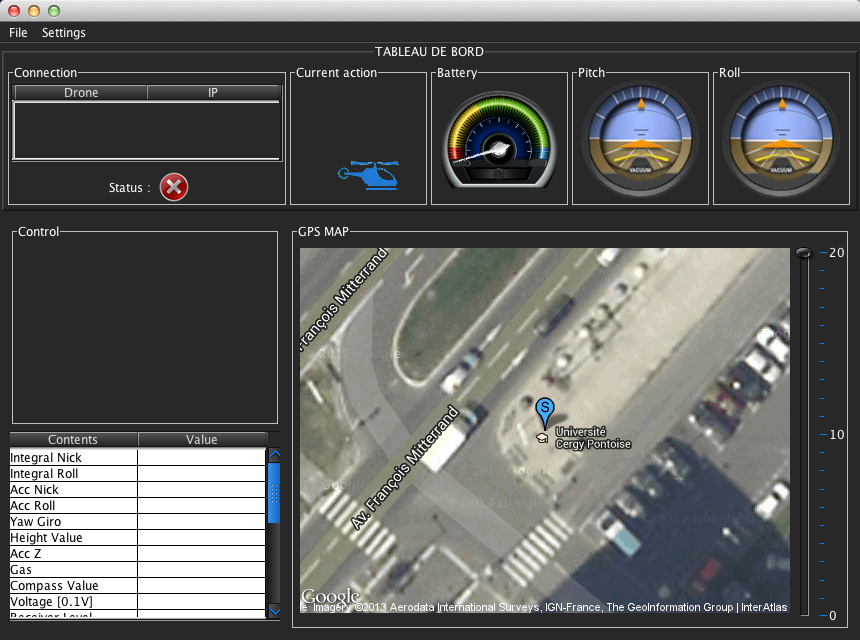 File Settings
TABLEAU DE BORD
Connection
Drone IP
Status :
Current action
Battery
Pitch
VACUUM
Roll
VACUUM
Control
Contents Value
Integral Nick
Integral Roll
Acc Nick
Acc Roll
Yaw Giro
Height Value
Acc Z
Gas
Compass Value
Voltage [0.1V]
Receiver Level
GPS MAP
François Mitterrand
Av. François Mitterrand
S
Université
Cergy Pontoise
Google
Imagery ©2013 Aerodata International Surveys, IGN-France, The GeoInformation Group | InterAtlas
20
10
0